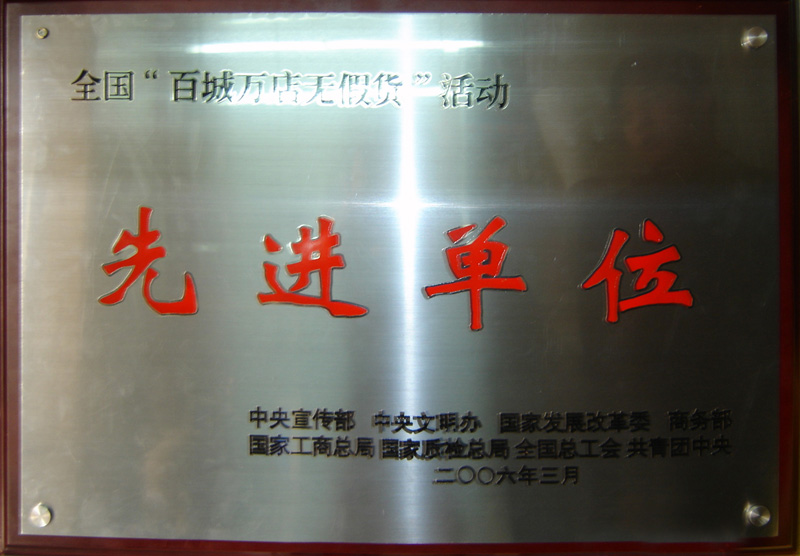 全国“百城万店无假货”活动
先进单位
中央宣传部 中央文明办 国家发展改革委 商务部
国家工商总局 国家质检总局 全国总工会 共青团中央
二〇〇六年三月